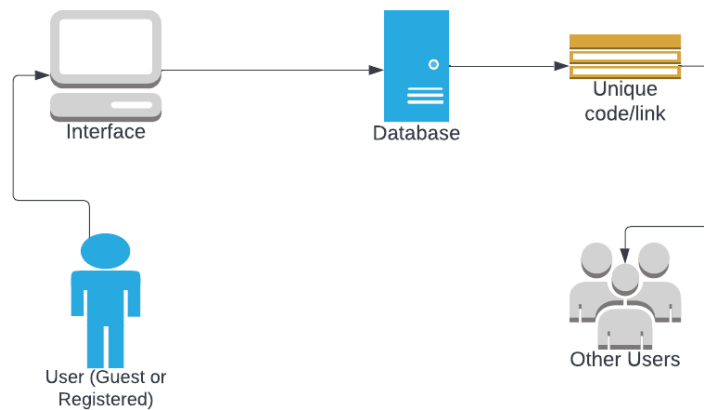 Interface
Database
Unique
code/link
User (Guest or
Registered)
Other Users